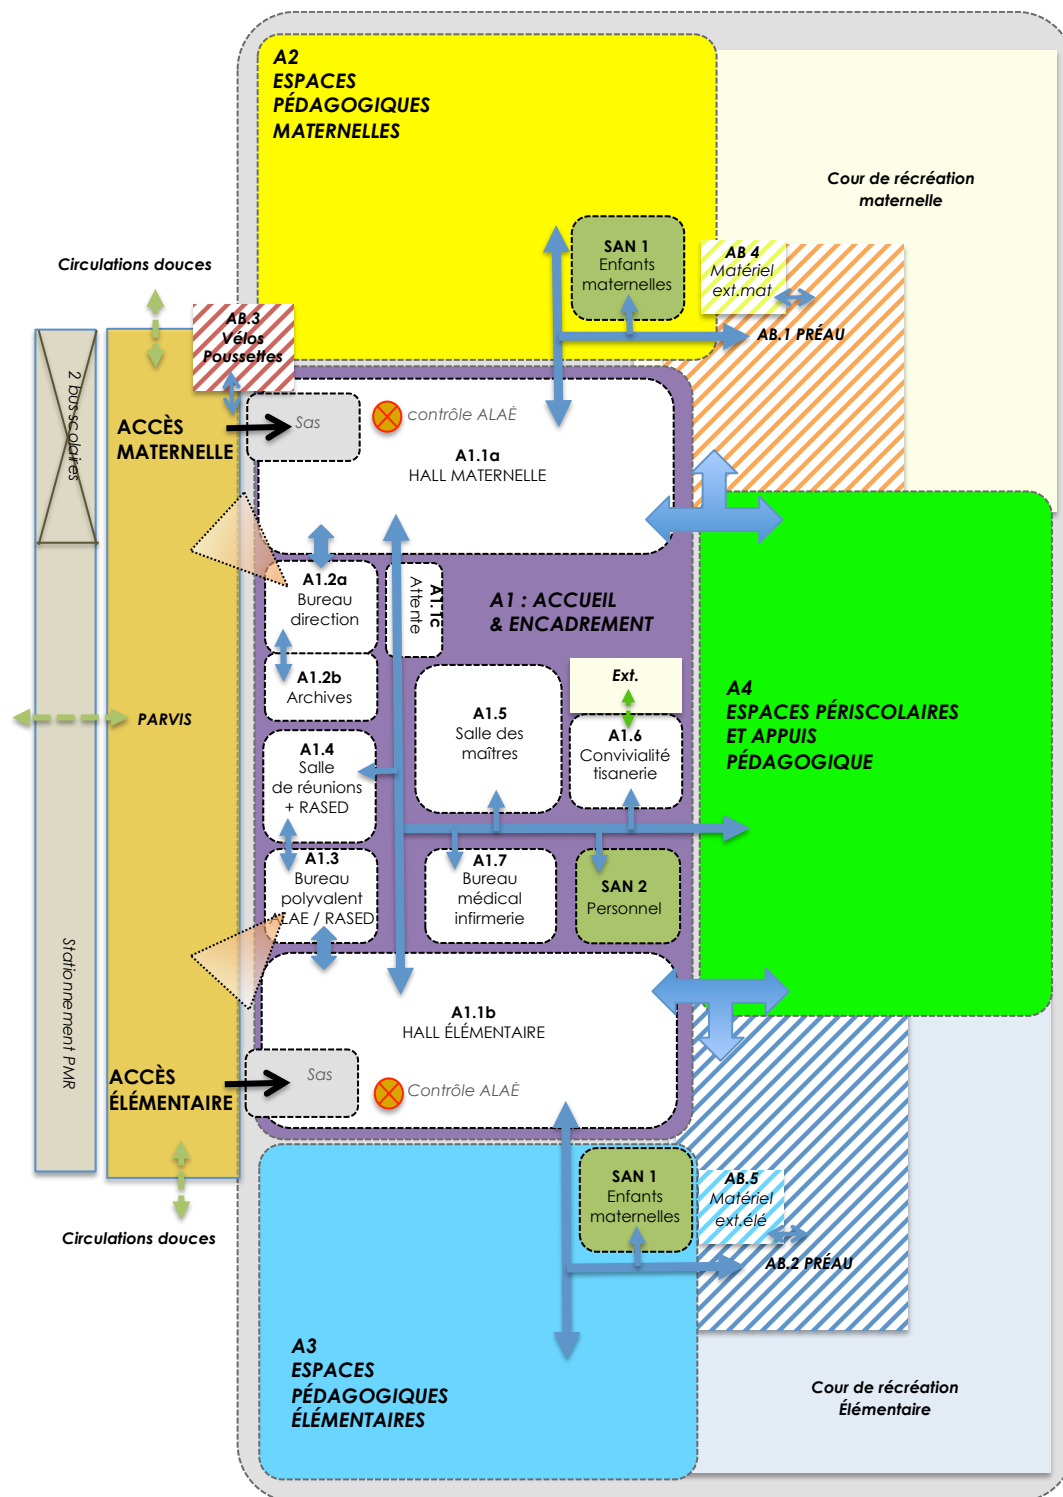 A2
ESPACES
PÉDAGOGIQUES
MATERNELLES
Cour de récréation
maternelle
SAN 1
Enfants
maternelles
AB 4
Matériel
ext.mat
AB.1 PRÉAU
Circulations douces
AB.3
Vélos
Poussettes
2 bus scolaires
ACCÈS
MATERNELLE
Sas
contrôle ALAÉ
A1.1a
HALL MATERNELLE
A1.2a
Bureau
direction
A1.1c
Attente
A1 : ACCUEIL
& ENCADREMENT
A1.2b
Archives
Ext.
A1.5
Salle des
maîtres
A1.6
Convivialité
tisanerie
A4
ESPACES PÉRISCOLAIRES
ET APPUIS
PÉDAGOGIQUE
PARVIS
A1.4
Salle
de réunions
+ RASED
A1.3
Bureau
polyvalent
ALAE / RASED
A1.7
Bureau
médical
infirmerie
SAN 2
Personnel
Stationnement PMR
A1.1b
HALL ÉLÉMENTAIRE
ACCÈS
ÉLÉMENTAIRE
Sas
Contrôle ALAÉ
SAN 1
Enfants
maternelles
AB.5
Matériel
ext.élé
AB.2 PRÉAU
Circulations douces
A3
ESPACES
PÉDAGOGIQUES
ÉLÉMENTAIRES
Cour de récréation
Élémentaire